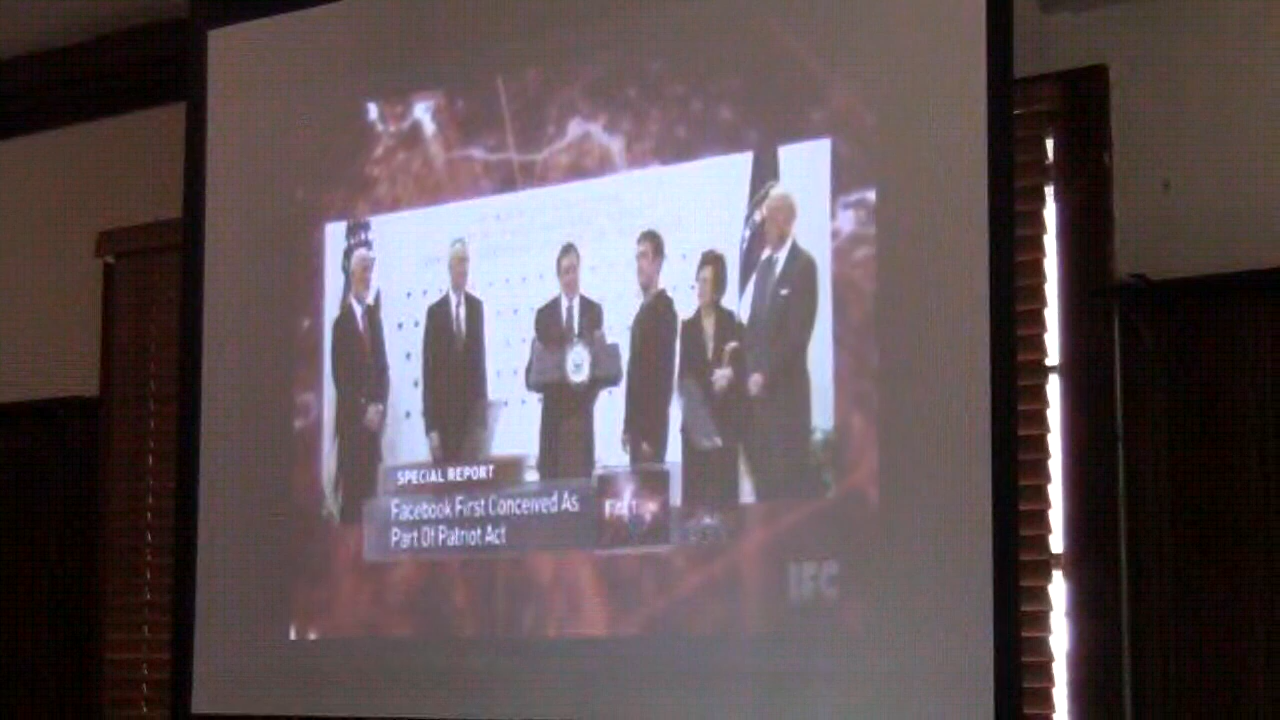 SPECIAL REPORT
Facebook First Conceived As
Part Of Patriot Act
IFC